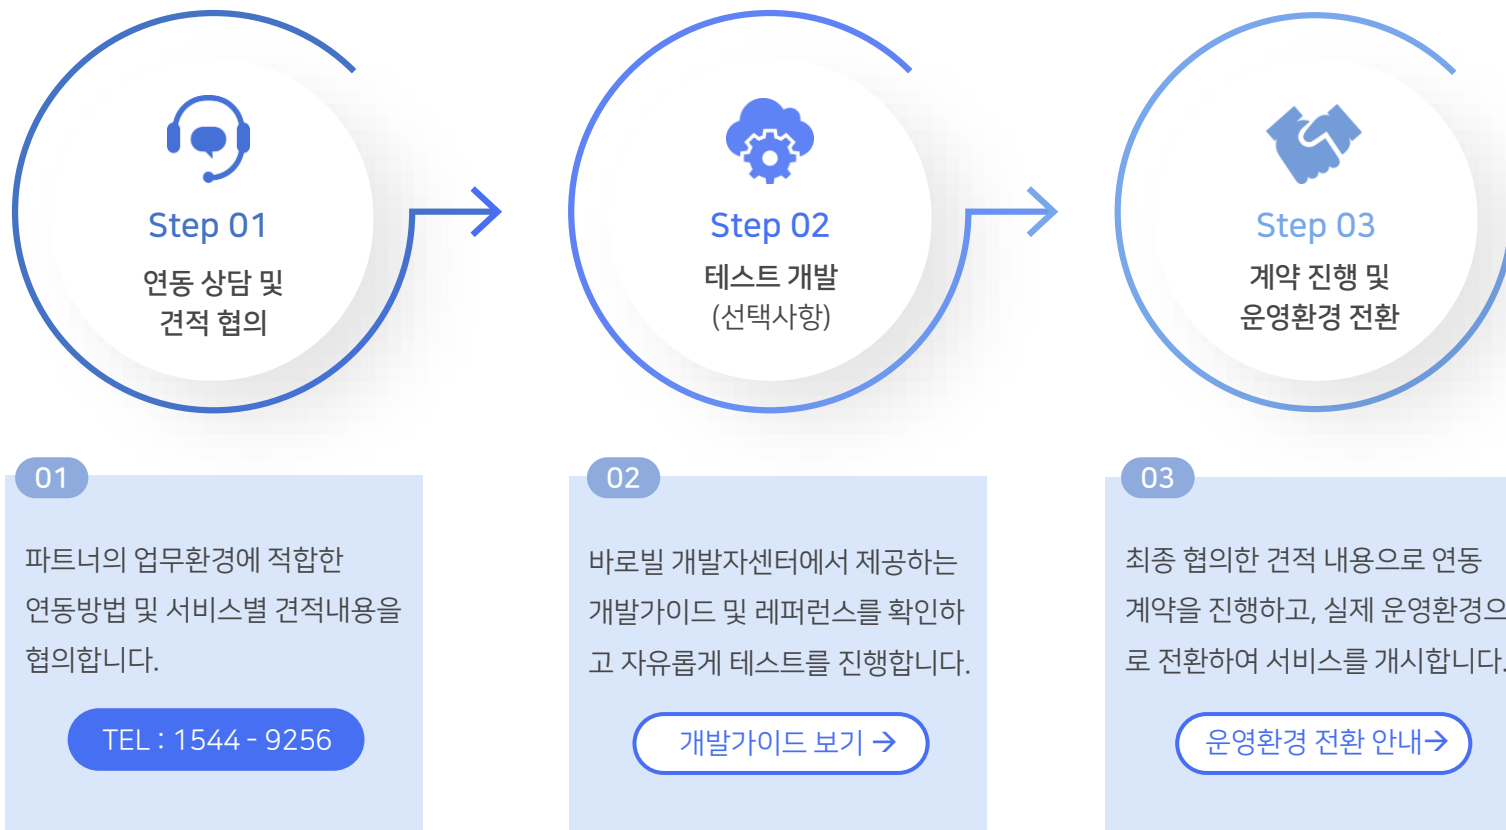 Step 01
연동 상담 및
견적 협의
Step 02
테스트 개발
(선택사항)
Step 03
계약 진행 및
운영환경 전환
01
파트너의 업무환경에 적합한
연동방법 및 서비스별 견적내용을
협의합니다.
TEL : 1544 - 9256
02
바로빌 개발자센터에서 제공하는
개발가이드 및 레퍼런스를 확인하
고 자유롭게 테스트를 진행합니다.
개발가이드 보기 →
03
최종 협의한 견적 내용으로 연동
계약을 진행하고, 실제 운영환경으
로 전환하여 서비스를 개시합니다.
운영환경 전환 안내→